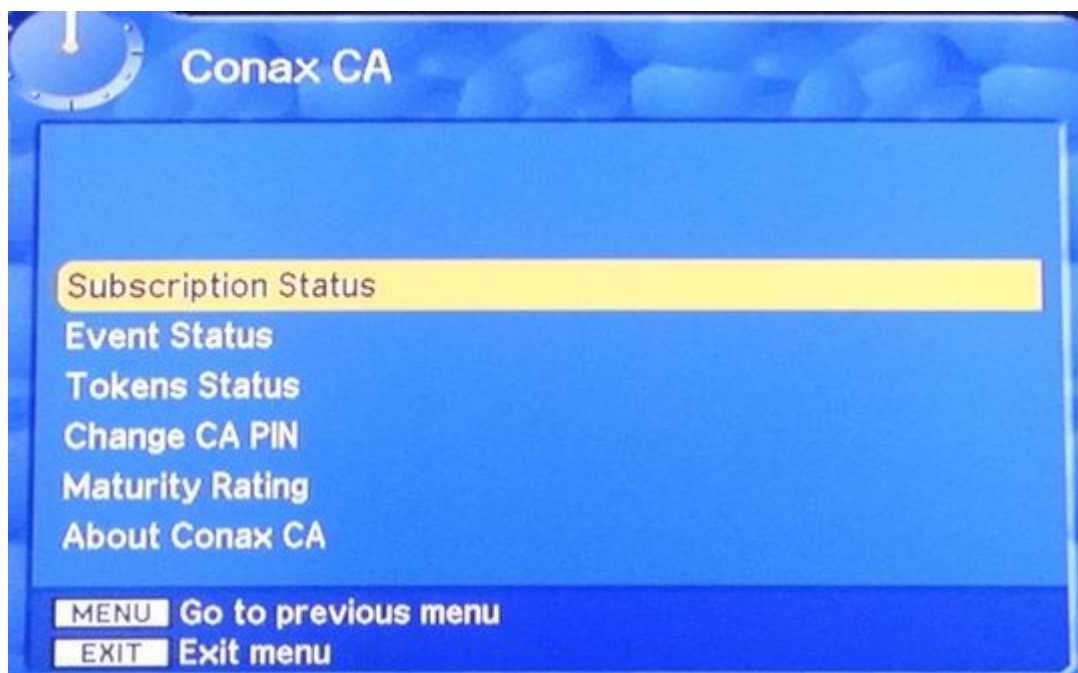 Conax CA
Subscription Status
Event Status
Tokens Status
Change CA PIN
Maturity Rating
About Conax CA
MENU Go to previous menu
EXIT Exit menu